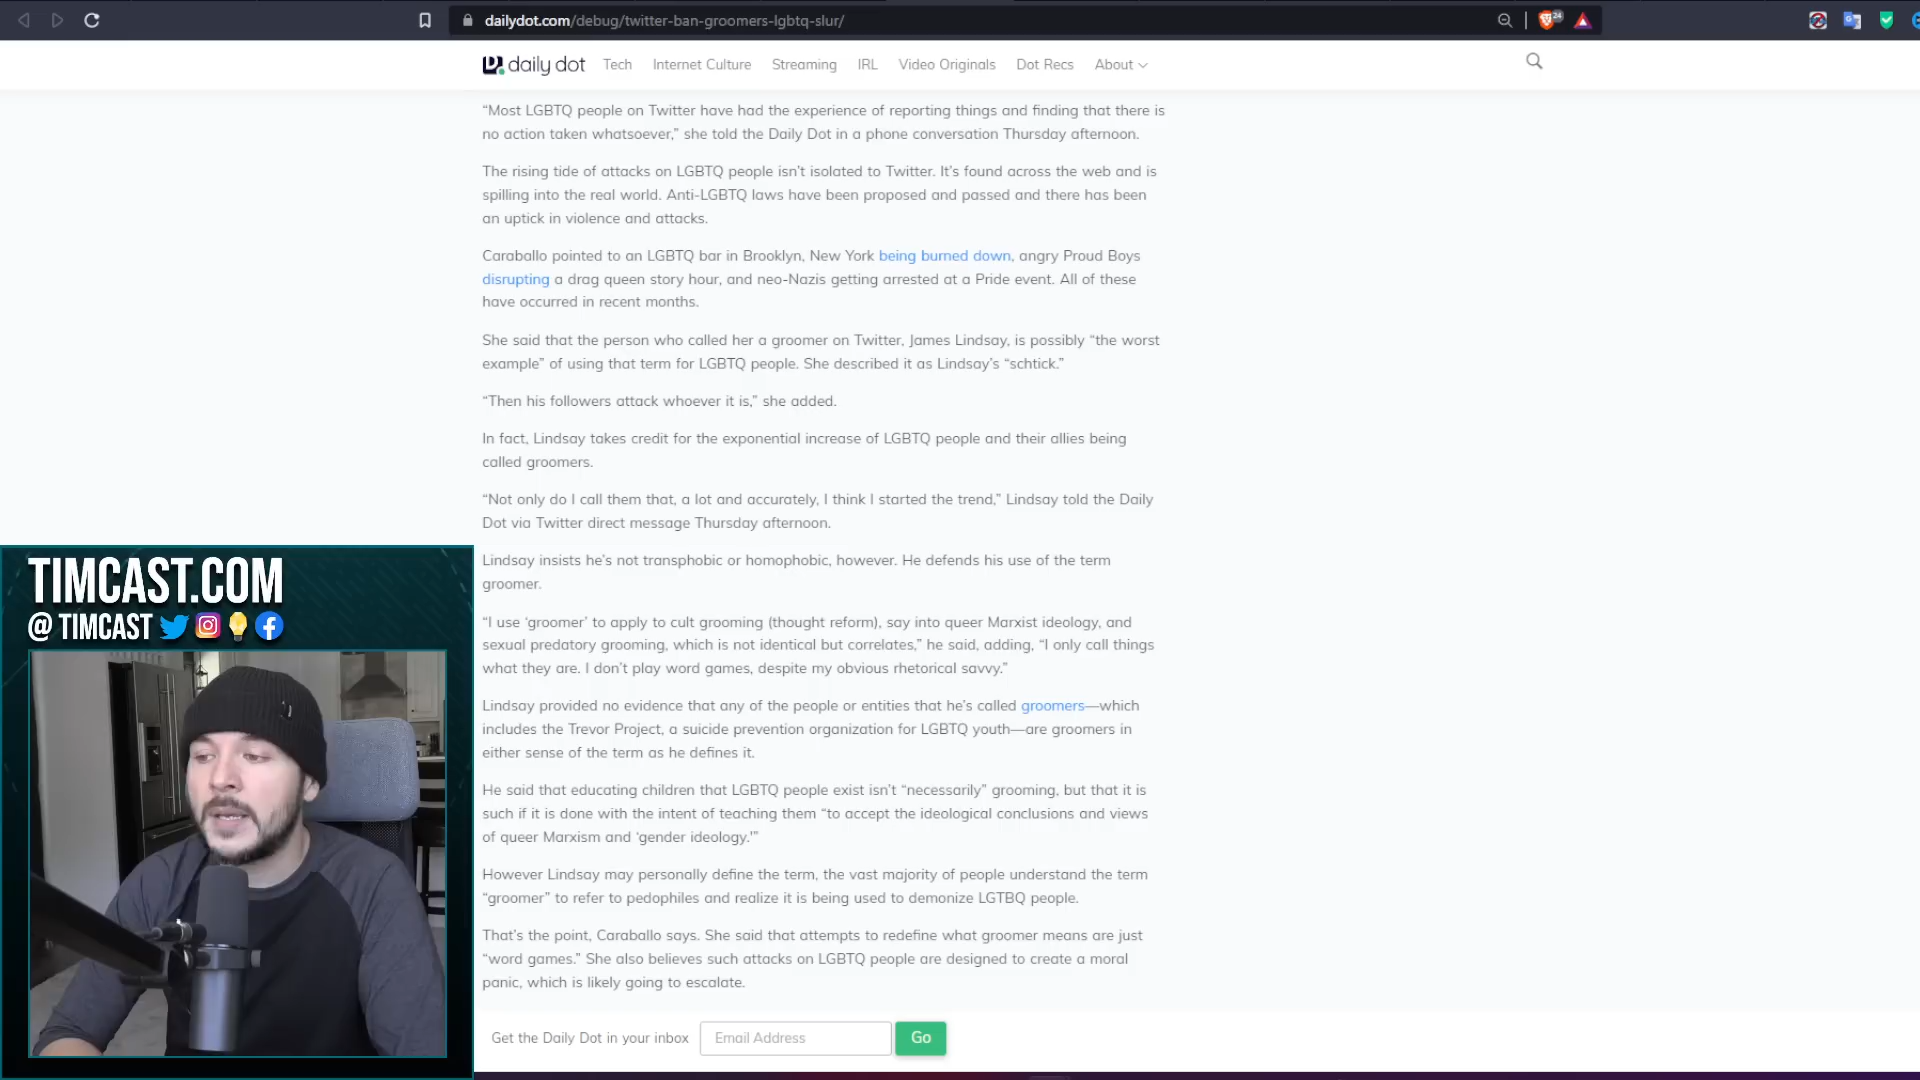 dailydot.com/debug/twitter-ban-groomers-lgbtq-slur/
24
daily dot Tech Internet Culture Streaming IRL Video Originals Dot Recs About
“Most LGBTQ people on Twitter have had the experience of reporting things and finding that there is
no action taken whatsoever,” she told the Daily Dot in a phone conversation Thursday afternoon.
The rising tide of attacks on LGBTQ people isn’t isolated to Twitter. It’s found across the web and is
spilling into the real world. Anti-LGBTQ laws have been proposed and passed and there has been
an uptick in violence and attacks.
Caraballo pointed to an LGBTQ bar in Brooklyn, New York being burned down, angry Proud Boys
disrupting a drag queen story hour, and neo-Nazis getting arrested at a Pride event. All of these
have occurred in recent months.
She said that the person who called her a groomer on Twitter, James Lindsay, is possibly “the worst
example” of using that term for LGBTQ people. She described it as Lindsay’s “schtick.”
“Then his followers attack whoever it is,” she added.
In fact, Lindsay takes credit for the exponential increase of LGBTQ people and their allies being
called groomers.
“Not only do I call them that, a lot and accurately, I think I started the trend,” Lindsay told the Daily
Dot via Twitter direct message Thursday afternoon.
Lindsay insists he’s not transphobic or homophobic, however. He defends his use of the term
groomer.
“I use ‘groomer’ to apply to cult grooming (thought reform), say into queer Marxist ideology, and
sexual predatory grooming, which is not identical but correlates,” he said, adding, “I only call things
what they are. I don’t play word games, despite my obvious rhetorical savvy.”
Lindsay provided no evidence that any of the people or entities that he’s called groomers—which
includes the Trevor Project, a suicide prevention organization for LGBTQ youth—are groomers in
either sense of the term as he defines it.
He said that educating children that LGBTQ people exist isn’t “necessarily” grooming, but that it is
such if it is done with the intent of teaching them “to accept the ideological conclusions and views
of queer Marxism and ‘gender ideology.'”
However Lindsay may personally define the term, the vast majority of people understand the term
“groomer” to refer to pedophiles and realize it is being used to demonize LGTBQ people.
That’s the point, Caraballo says. She said that attempts to redefine what groomer means are just
“word games.” She also believes such attacks on LGBTQ people are designed to create a moral
panic, which is likely going to escalate.
Get the Daily Dot in your inbox Email Address Go
TIMCAST.COM
@ TIMCAST